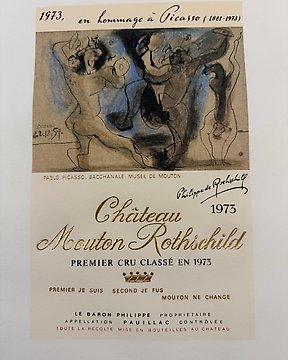 1973, en hommage à Picasso (1881-1973)
PABLO PICASSO, BACCHANALE, MUSEE DE MOUTON
Philippe de Rothschild
Château 1973
Mouton Rothschild
PREMIER CRU CLASSÉ EN 1973
PREMIER JE SUIS SECOND JE FUS
MOUTON NE CHANGE
LE BARON PHILIPPE PROPRIÉTAIRE
APPELLATION PAUILLAC CONTRÔLÉE
TOUTE LA RÉCOLTE MISE EN BOUTEILLES AU CHÂTEAU